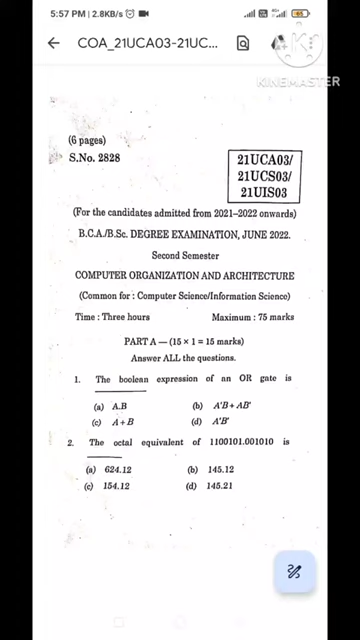 5:57 PM | 2.8KB/s
65
COA_21UCA03-21UC...
KINEMASTER
(6 pages)
S.No. 2828
21UCA03/
21UCS03/
21UIS03
(For the candidates admitted from 2021–2022 onwards)
B.C.A./B.Sc. DEGREE EXAMINATION, JUNE 2022.
Second Semester
COMPUTER ORGANIZATION AND ARCHITECTURE
(Common for : Computer Science/Information Science)
Time : Three hours Maximum : 75 marks
PART A — (15 × 1 = 15 marks)
Answer ALL the questions.
1. The boolean expression of an OR gate is
(a) A.B (b) A'B + AB'
(c) A + B (d) A'B'
2. The octal equivalent of 1100101.001010 is
(a) 624.12 (b) 145.12
(c) 154.12 (d) 145.21